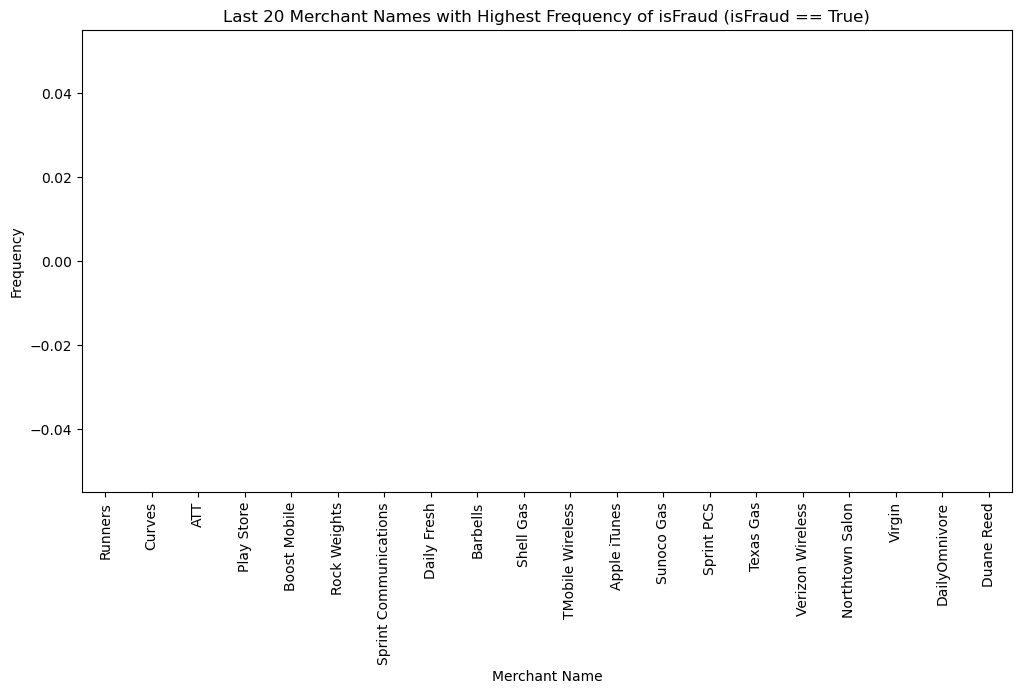 Last 20 Merchant Names with Highest Frequency of isFraud (isFraud == True)
Frequency
0.04
0.02
0.00
−0.02
−0.04
Runners
Curves
ATT
Play Store
Boost Mobile
Rock Weights
Sprint Communications
Daily Fresh
Barbells
Shell Gas
TMobile Wireless
Apple iTunes
Sunoco Gas
Sprint PCS
Texas Gas
Verizon Wireless
Northtown Salon
Virgin
DailyOmnivore
Duane Reed
Merchant Name